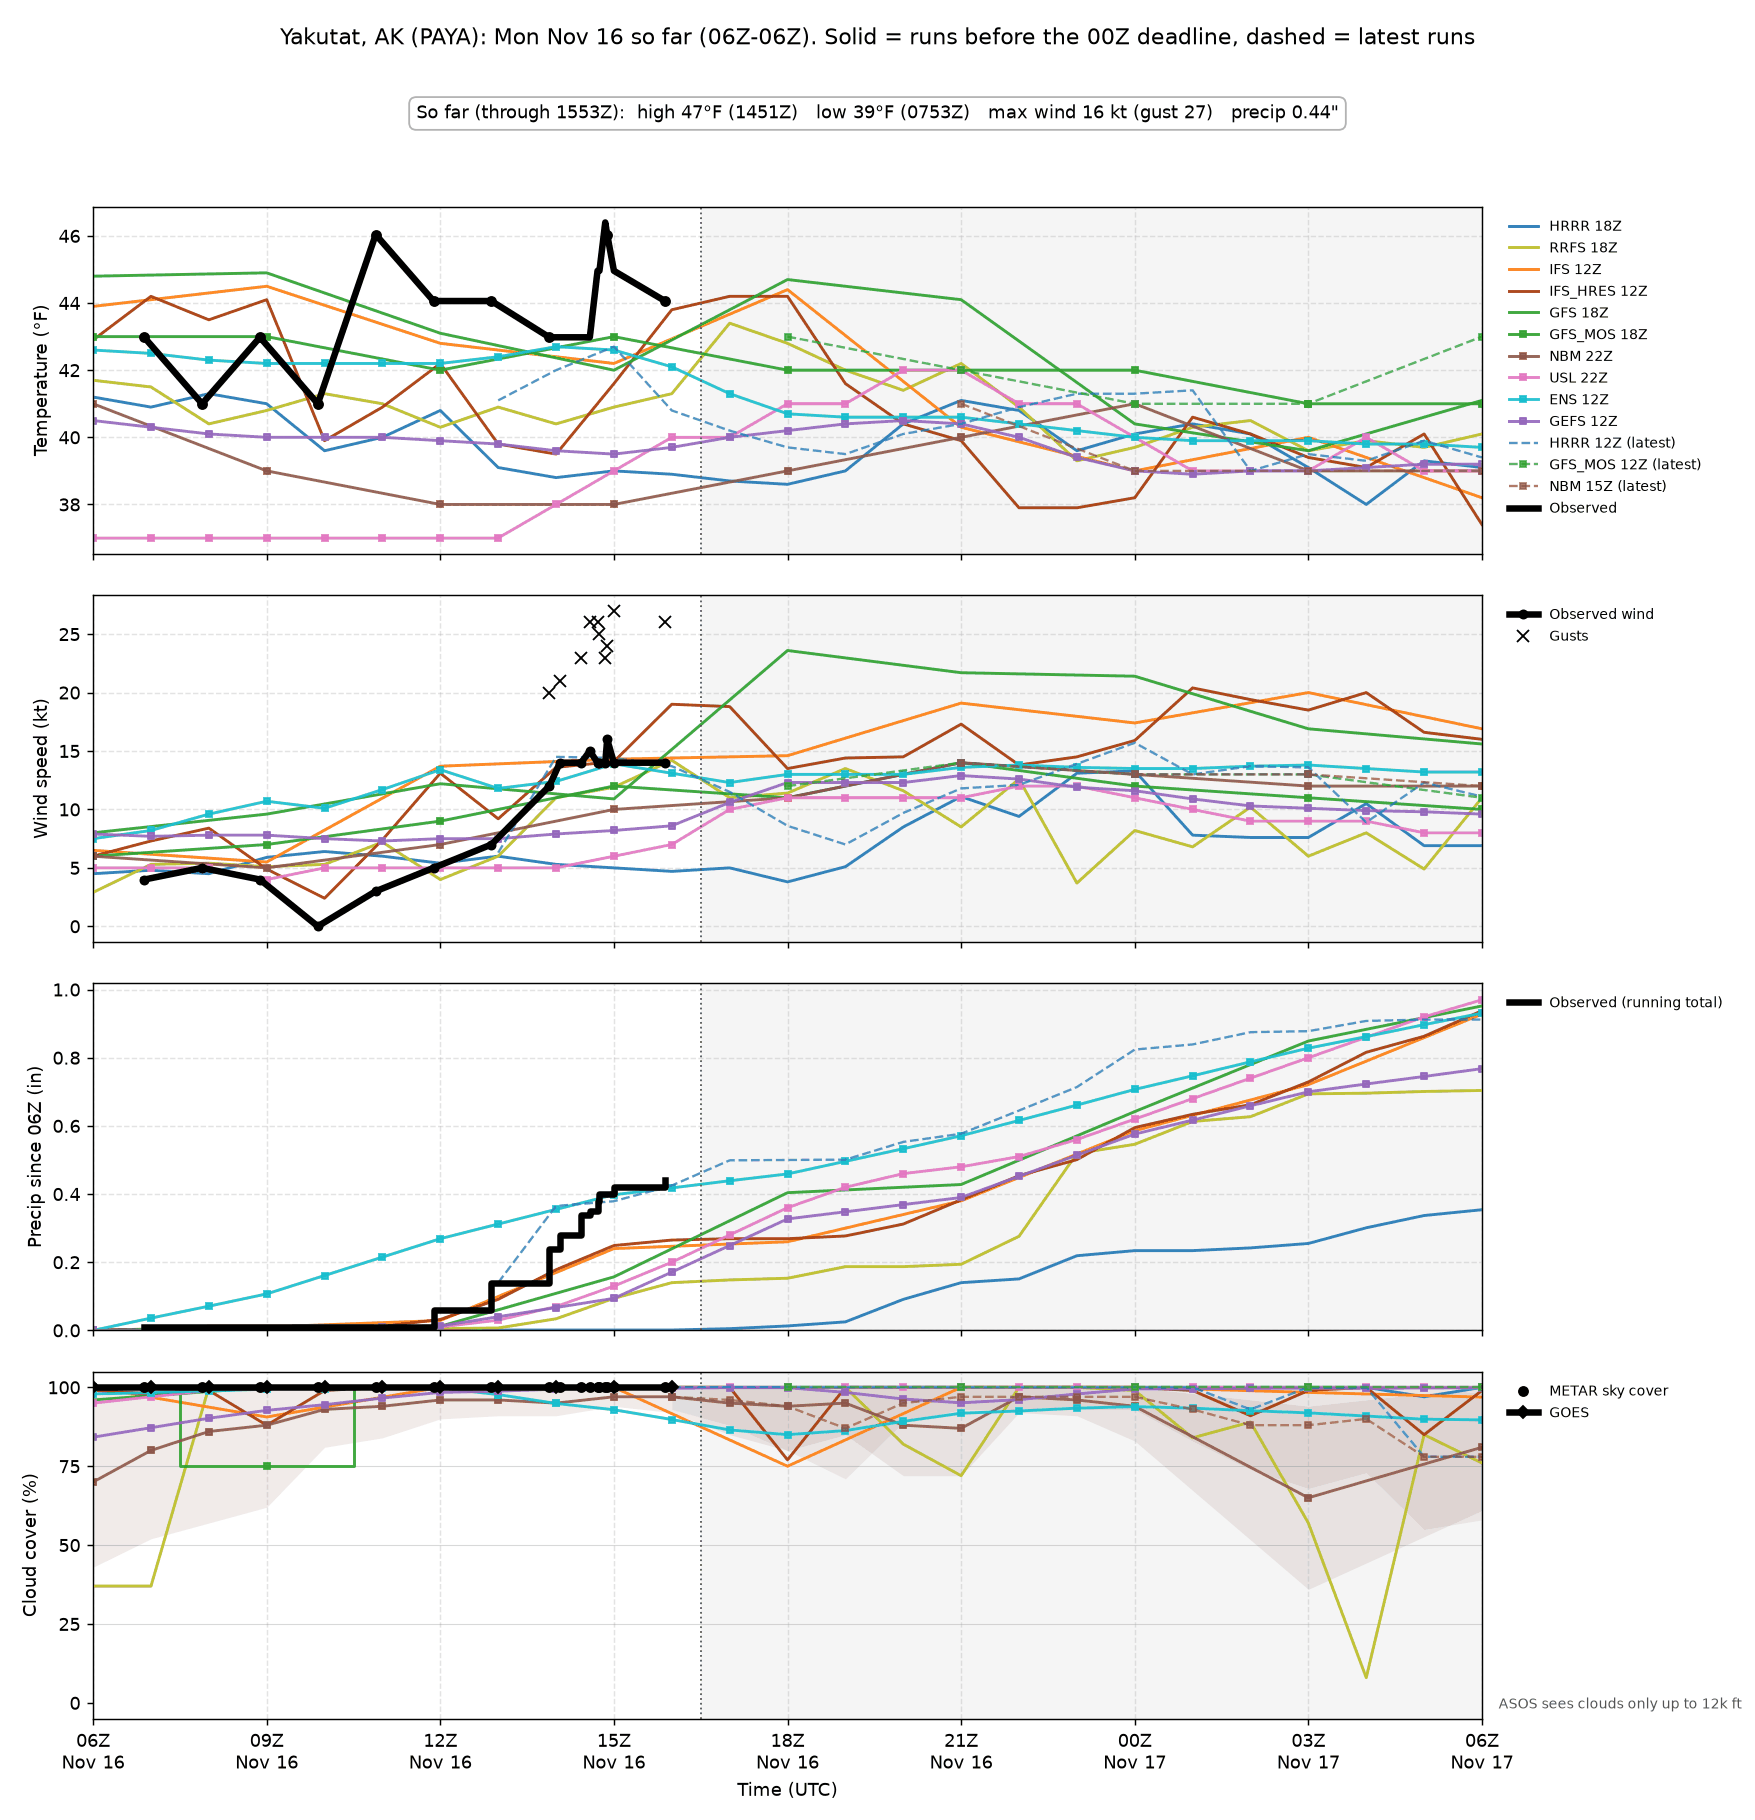 Yakutat, AK (PAYA): Mon Nov 16 so far (06Z-06Z). Solid = runs before the 00Z deadline, dashed = latest runs
So far (through 1553Z):  high 47°F (1451Z)   low 39°F (0753Z)   max wind 16 kt (gust 27)   precip 0.44"
Temperature (°F)
46
44
42
40
38
HRRR 18Z
RRFS 18Z
IFS 12Z
IFS_HRES 12Z
GFS 18Z
GFS_MOS 18Z
NBM 22Z
USL 22Z
ENS 12Z
GEFS 12Z
HRRR 12Z (latest)
GFS_MOS 12Z (latest)
NBM 15Z (latest)
Observed
Wind speed (kt)
25
20
15
10
5
0
Observed wind
Gusts
Precip since 06Z (in)
1.0
0.8
0.6
0.4
0.2
0.0
Observed (running total)
Cloud cover (%)
100
75
50
25
0
METAR sky cover
GOES
ASOS sees clouds only up to 12k ft
06Z 09Z 12Z 15Z 18Z 21Z 00Z 03Z 06Z
Nov 16 Nov 16 Nov 16 Nov 16 Nov 16 Nov 16 Nov 17 Nov 17 Nov 17
Time (UTC)